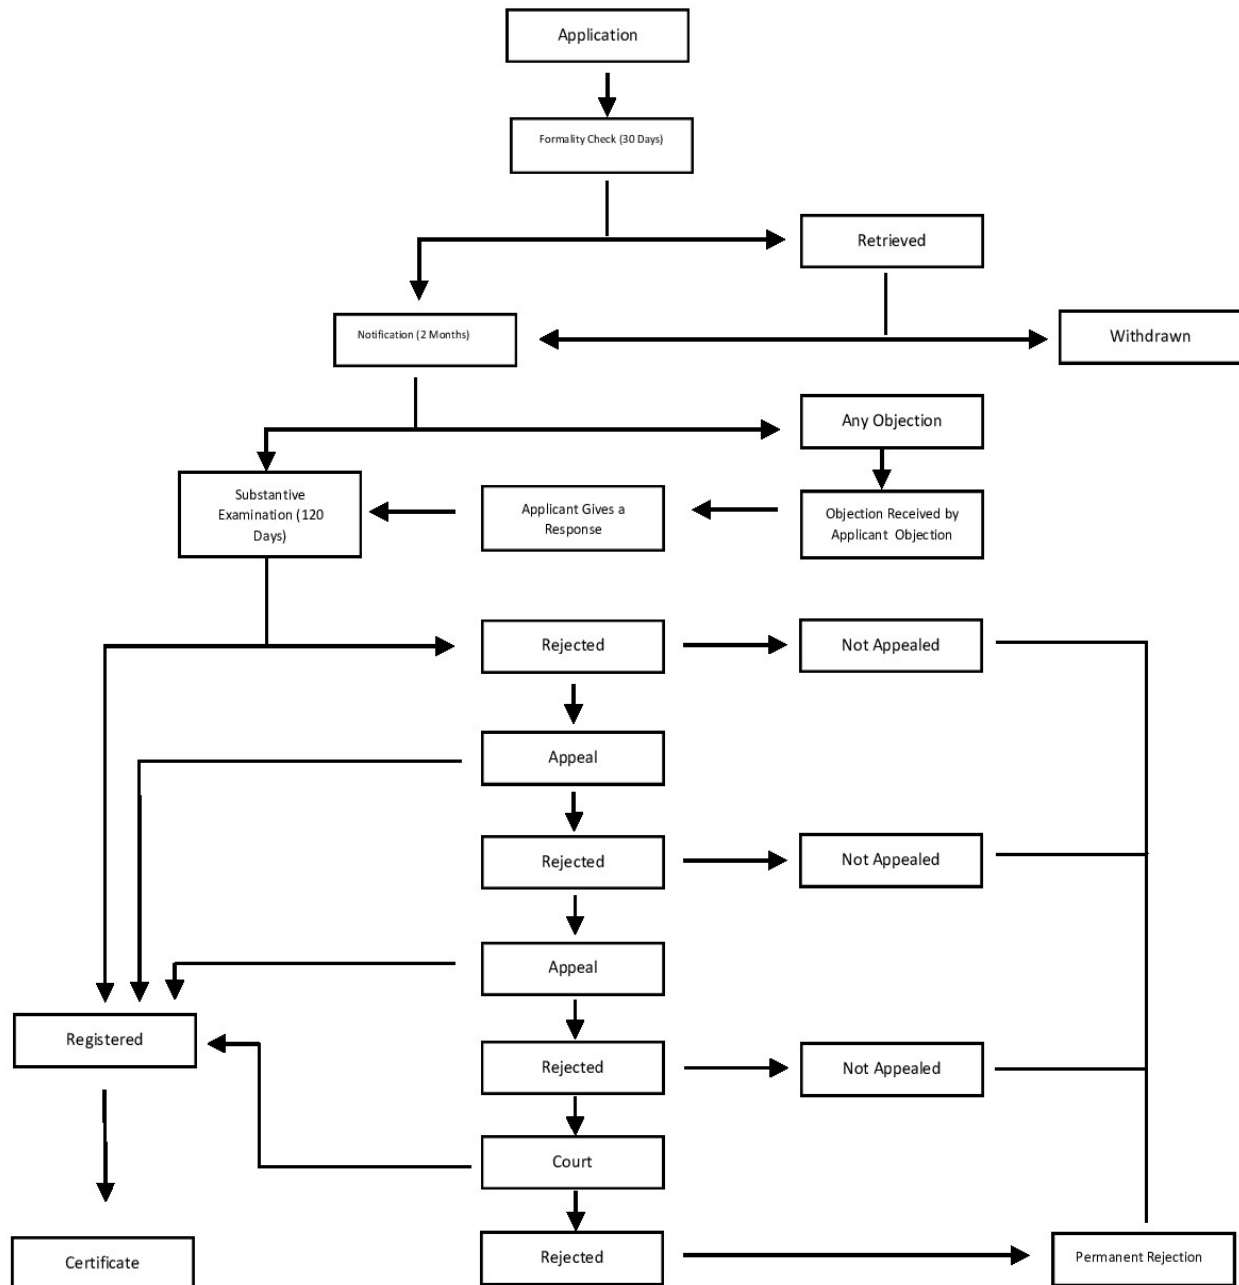 Application
Formality Check (30 Days)
Retrieved
Notification (2 Months)
Withdrawn
Any Objection
Substantive
Examination (120
Days)
Applicant Gives a
Response
Objection Received by
Applicant Objection
Rejected
Not Appealed
Appeal
Rejected
Not Appealed
Appeal
Registered
Rejected
Not Appealed
Court
Certificate
Rejected
Permanent Rejection